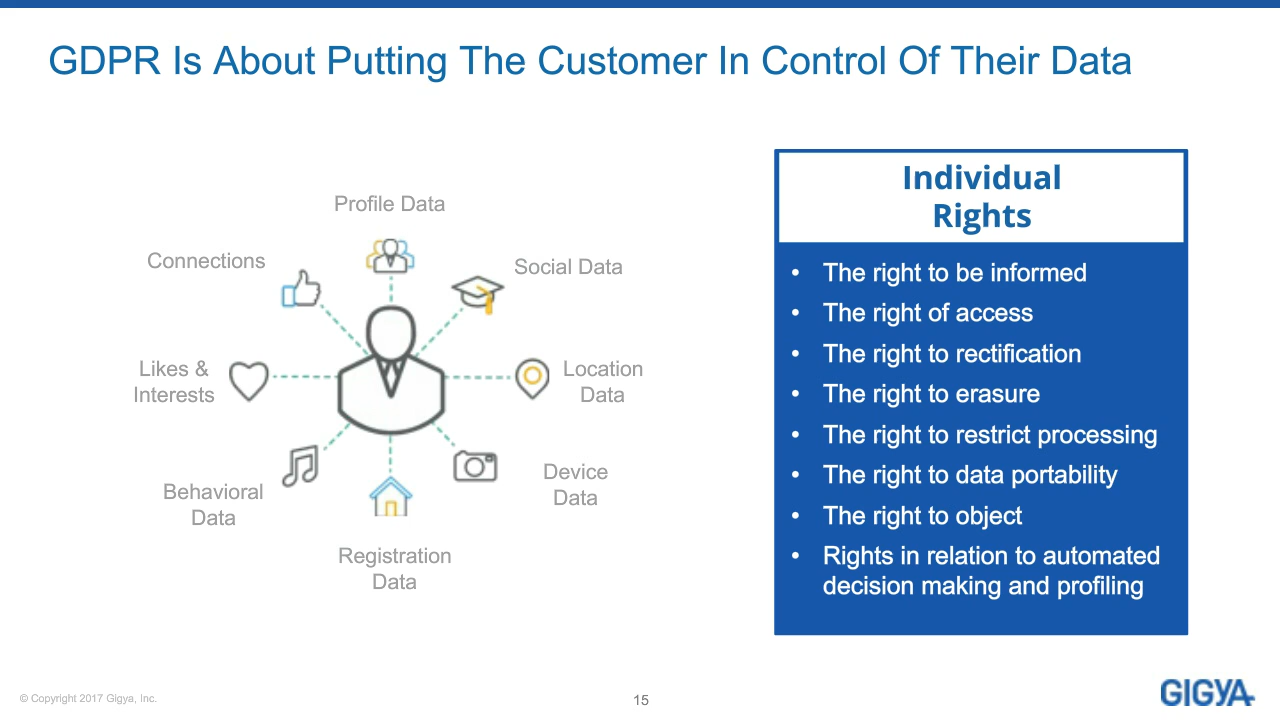 GDPR Is About Putting The Customer In Control Of Their Data
Profile Data
Connections
Social Data
Likes &
Interests
Location
Data
Behavioral
Data
Device
Data
Registration
Data
Individual
Rights
• The right to be informed
• The right of access
• The right to rectification
• The right to erasure
• The right to restrict processing
• The right to data portability
• The right to object
• Rights in relation to automated
decision making and profiling
© Copyright 2017 Gigya, Inc.
15
GIGYA